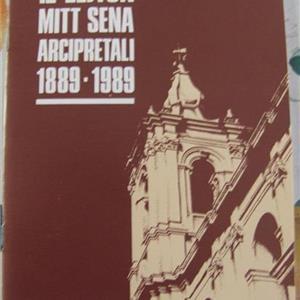 MITT SENA
ARCIPRETALI
1889 · 1989